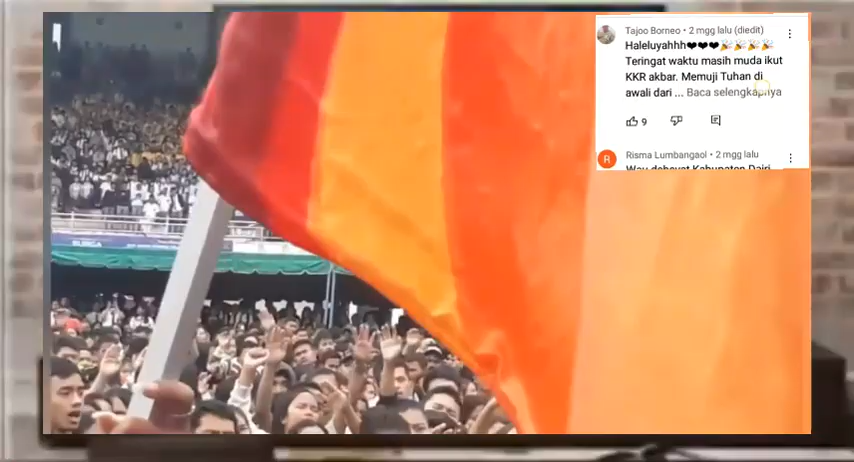 Tajoo Borneo • 2 mgg lalu (diedit)
Haleluyahhh❤❤❤🎉🎉🎉🎉
Teringat waktu masih muda ikut
KKR akbar. Memuji Tuhan di
awali dari ... Baca selengkapnya
9
R
Risma Lumbangaol • 2 mgg lalu